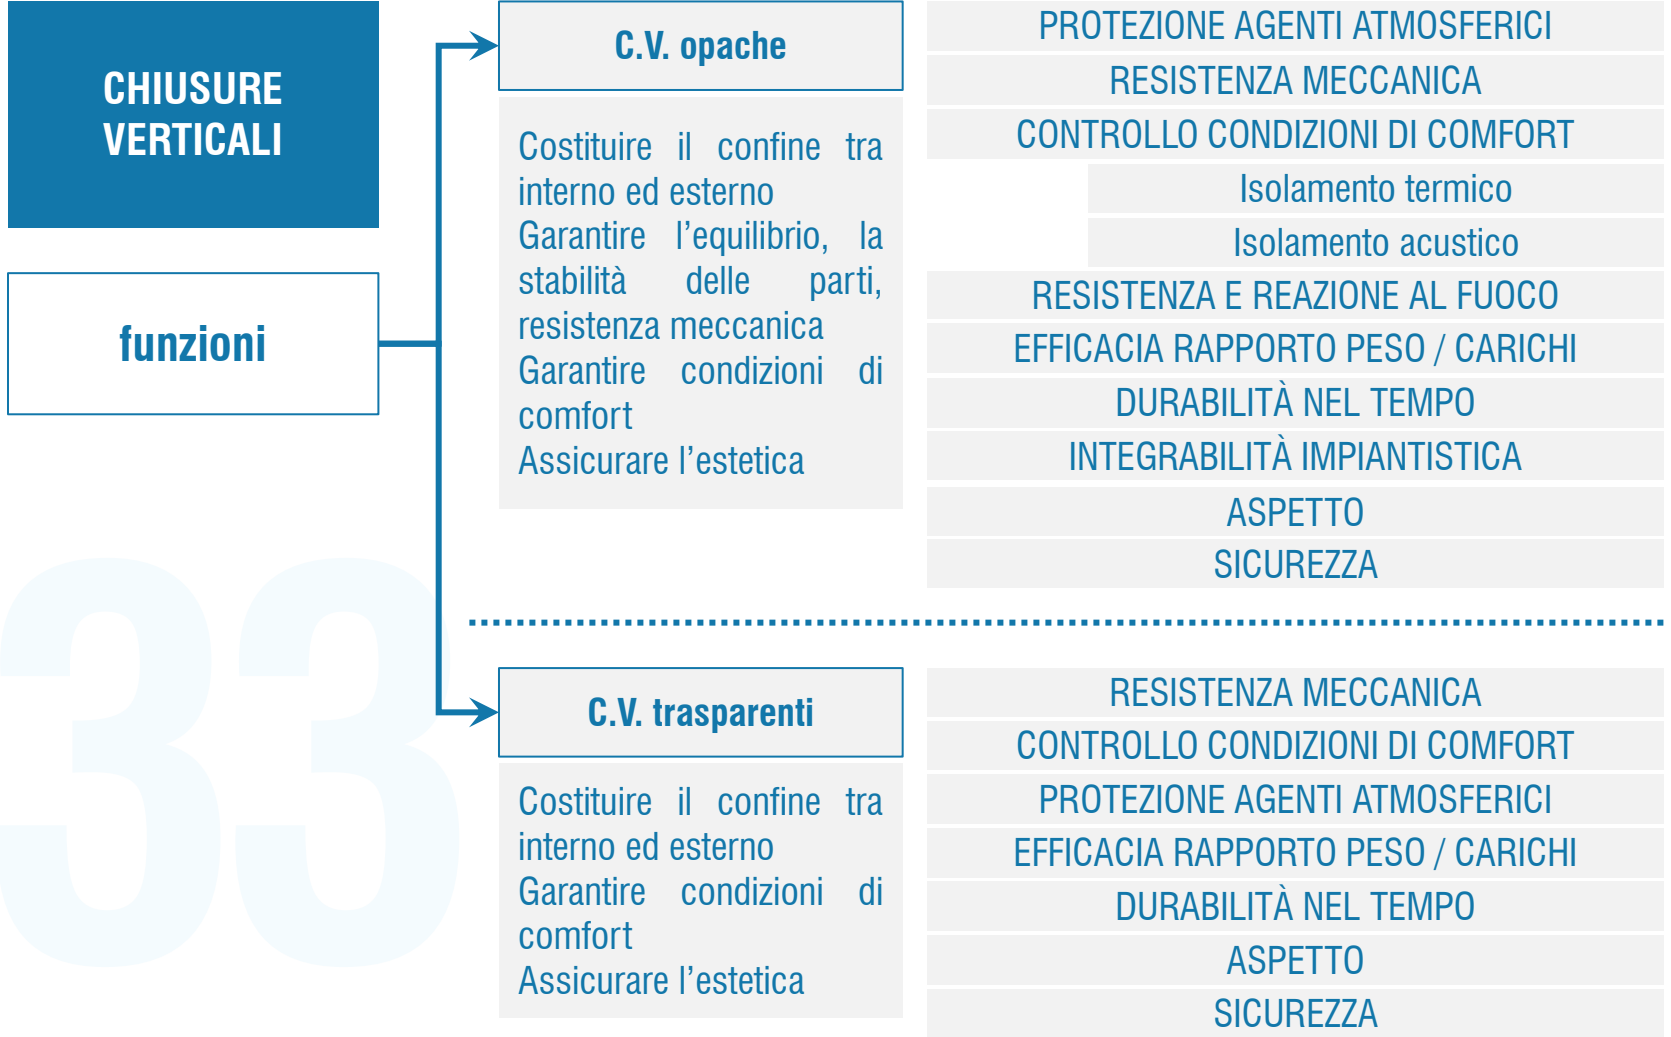 CHIUSURE
VERTICALI
funzioni
C.V. opache
Costituire il confine tra
interno ed esterno
Garantire l’equilibrio, la
stabilità delle parti,
resistenza meccanica
Garantire condizioni di
comfort
Assicurare l’estetica
PROTEZIONE AGENTI ATMOSFERICI
RESISTENZA MECCANICA
CONTROLLO CONDIZIONI DI COMFORT
Isolamento termico
Isolamento acustico
RESISTENZA E REAZIONE AL FUOCO
EFFICACIA RAPPORTO PESO / CARICHI
DURABILITÀ NEL TEMPO
INTEGRABILITÀ IMPIANTISTICA
ASPETTO
SICUREZZA
33
C.V. trasparenti
Costituire il confine tra
interno ed esterno
Garantire condizioni di
comfort
Assicurare l’estetica
RESISTENZA MECCANICA
CONTROLLO CONDIZIONI DI COMFORT
PROTEZIONE AGENTI ATMOSFERICI
EFFICACIA RAPPORTO PESO / CARICHI
DURABILITÀ NEL TEMPO
ASPETTO
SICUREZZA